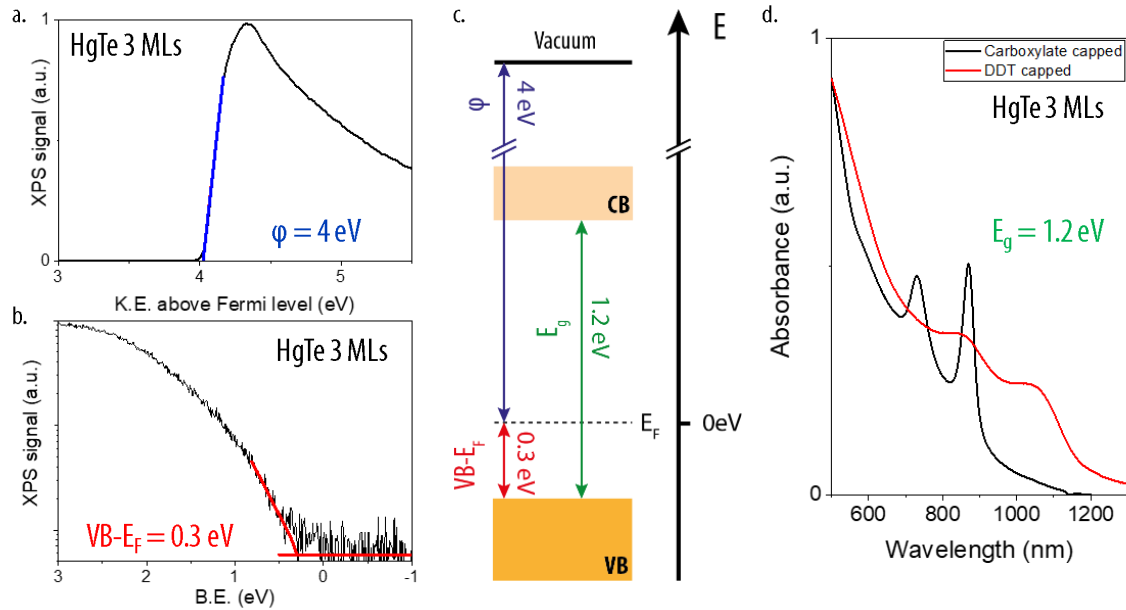 a.
HgTe 3 MLs
XPS signal (a.u.)
1
0
φ = 4 eV
3
4
5
K.E. above Fermi level (eV)
b.
HgTe 3 MLs
XPS signal (a.u.)
VB-EF = 0.3 eV
3
2
1
0
-1
B.E. (eV)
c.
E
Vacuum
φ
4 eV
CB
Eg
1.2 eV
EF
0eV
VB-EF
0.3 eV
VB
d.
1
Carboxylate capped
DDT capped
HgTe 3 MLs
Eg = 1.2 eV
Absorbance (a.u.)
0
600
800
1000
1200
Wavelength (nm)